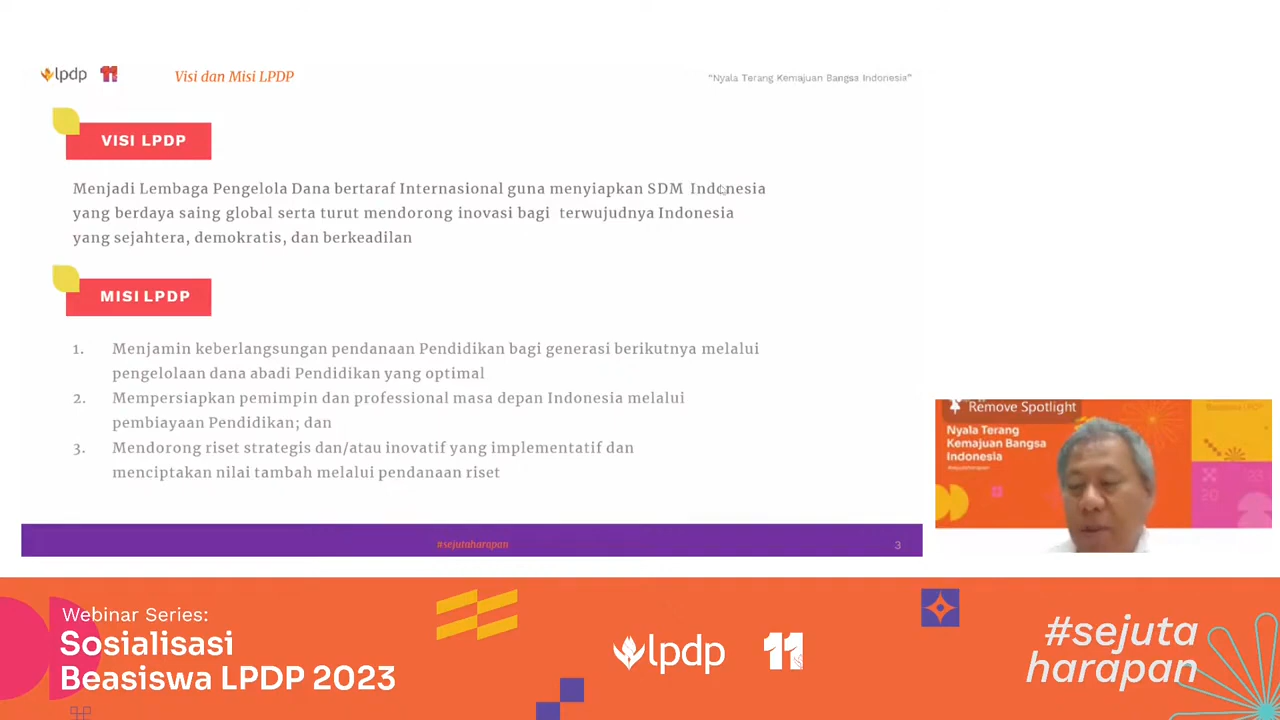 lpdp 11
Visi dan Misi LPDP
“Nyala Terang Kemajuan Bangsa Indonesia”
VISI LPDP
Menjadi Lembaga Pengelola Dana bertaraf Internasional guna menyiapkan SDM Indonesia
yang berdaya saing global serta turut mendorong inovasi bagi terwujudnya Indonesia
yang sejahtera, demokratis, dan berkeadilan
MISI LPDP
1. Menjamin keberlangsungan pendanaan Pendidikan bagi generasi berikutnya melalui
pengelolaan dana abadi Pendidikan yang optimal
2. Mempersiapkan pemimpin dan professional masa depan Indonesia melalui
pembiayaan Pendidikan; dan
3. Mendorong riset strategis dan/atau inovatif yang implementatif dan
menciptakan nilai tambah melalui pendanaan riset
#sejutaharapan
3
Remove Spotlight
Nyala Terang
Kemajuan Bangsa
Indonesia
#sejutaharapan
20
23
Webinar Series:
Sosialisasi
Beasiswa LPDP 2023
lpdp 11
#sejuta
harapan